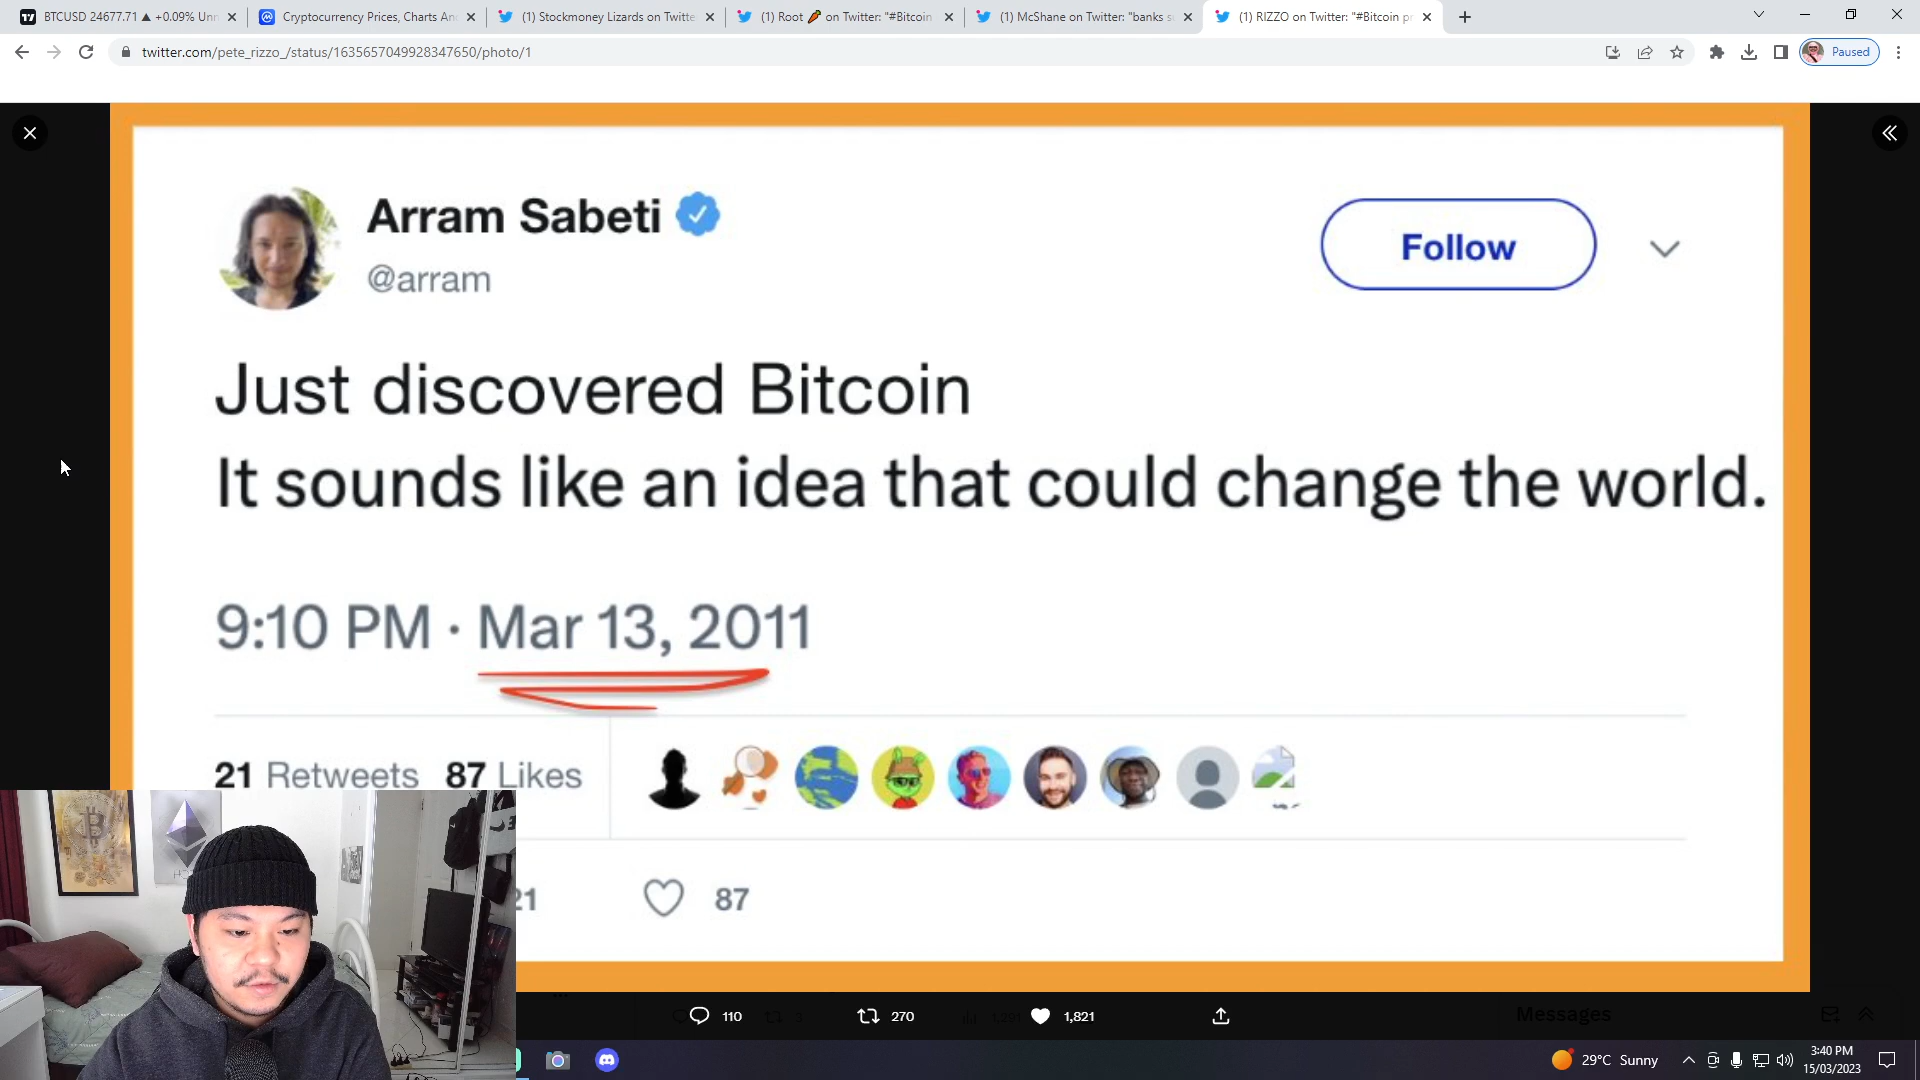 BTCUSD 24677.71 ▲ +0.09% Unn
Cryptocurrency Prices, Charts An
(1) Stockmoney Lizards on Twitte
(1) Root 🥕 on Twitter: "#Bitcoin
(1) McShane on Twitter: "banks s
(1) RIZZO on Twitter: "#Bitcoin p
twitter.com/pete_rizzo_/status/1635657049928347650/photo/1
Paused
Arram Sabeti
@arram
Follow
Just discovered Bitcoin
It sounds like an idea that could change the world.
9:10 PM · Mar 13, 2011
21 Retweets 87 Likes
21
87
110
270
1,821
Messages
29°C Sunny
3:40 PM
15/03/2023